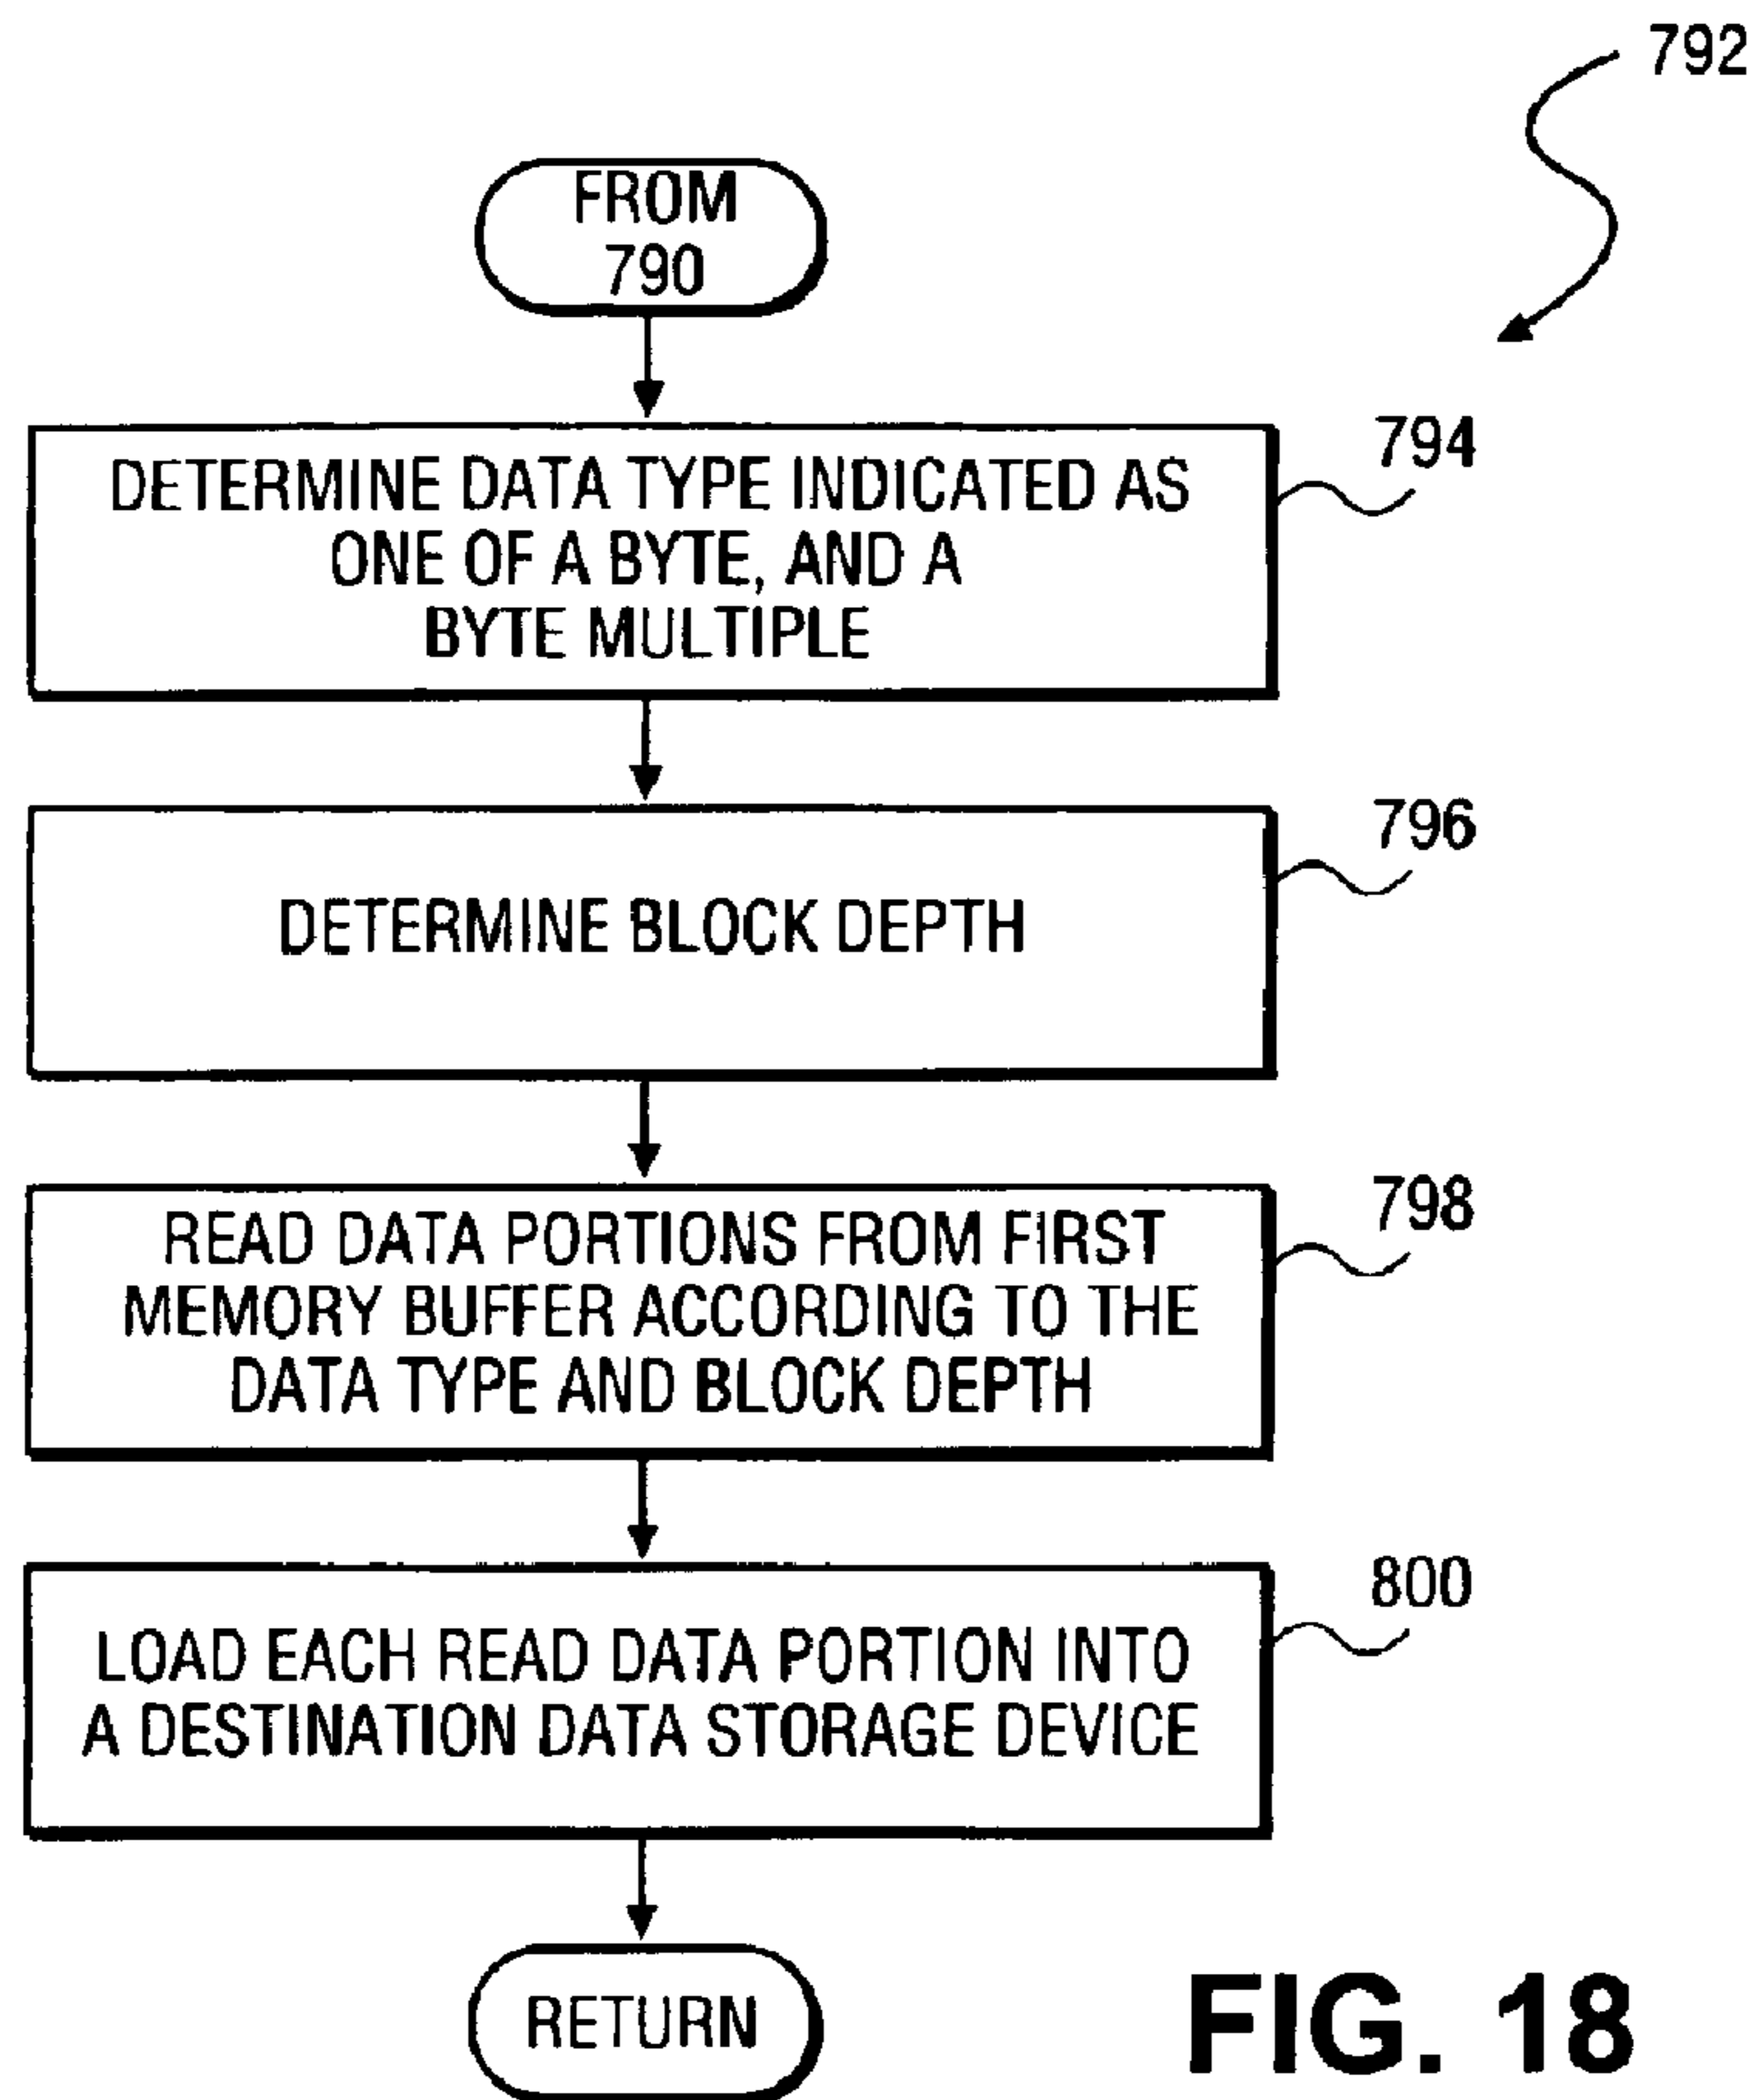 792
FROM
790
794
DETERMINE DATA TYPE INDICATED AS
ONE OF A BYTE, AND A
BYTE MULTIPLE
796
DETERMINE BLOCK DEPTH
798
READ DATA PORTIONS FROM FIRST
MEMORY BUFFER ACCORDING TO THE
DATA TYPE AND BLOCK DEPTH
800
LOAD EACH READ DATA PORTION INTO
A DESTINATION DATA STORAGE DEVICE
RETURN
FIG. 18